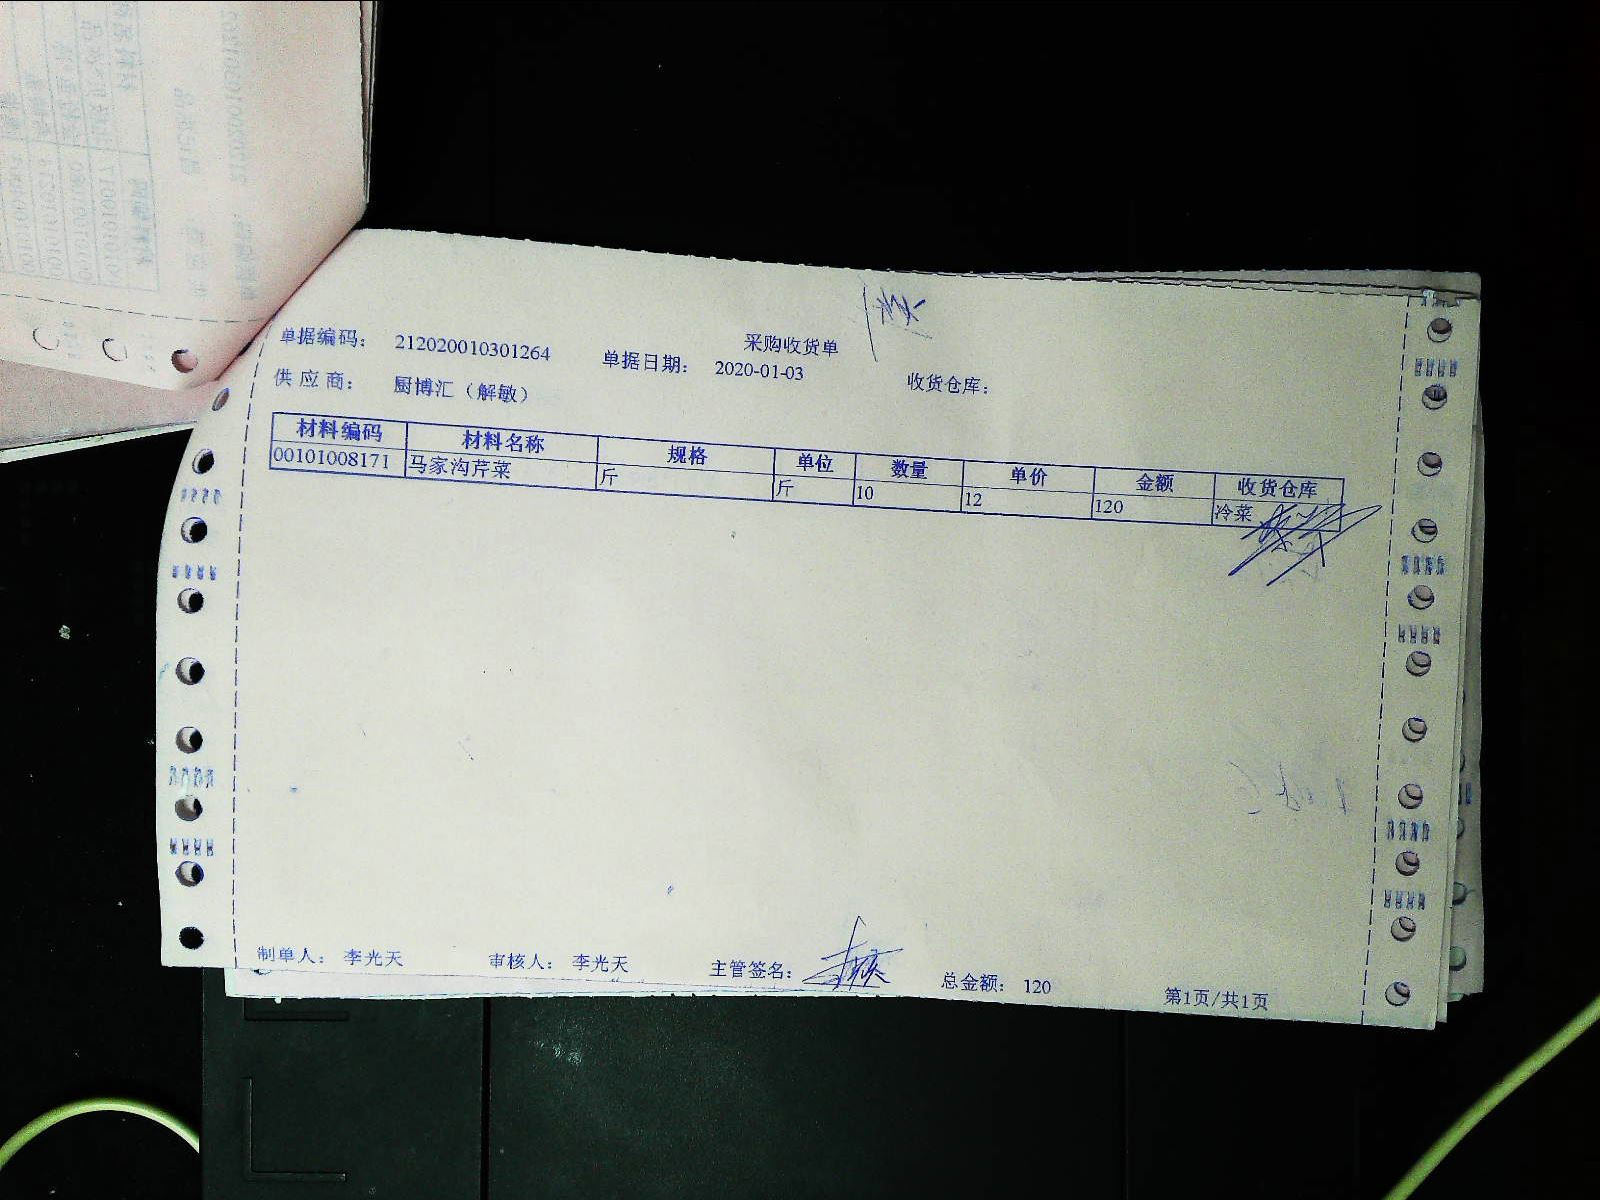 采购收货单
单据编码: 212020010301264 单据日期: 2020-01-03 收货仓库:
供应商: 厨博汇（解敏）
材料编码 材料名称 规格 单位 数量 单价 金额 收货仓库
00101008171 马家沟芹菜 斤 斤 10 12 120 冷菜
制单人: 李光天 审核人: 李光天 主管签名: 总金额: 120 第1页/共1页